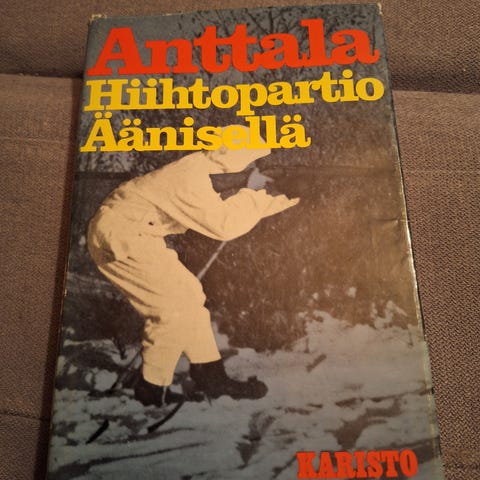 Anttala
Hiihtopartio
Äänisellä
KARISTO